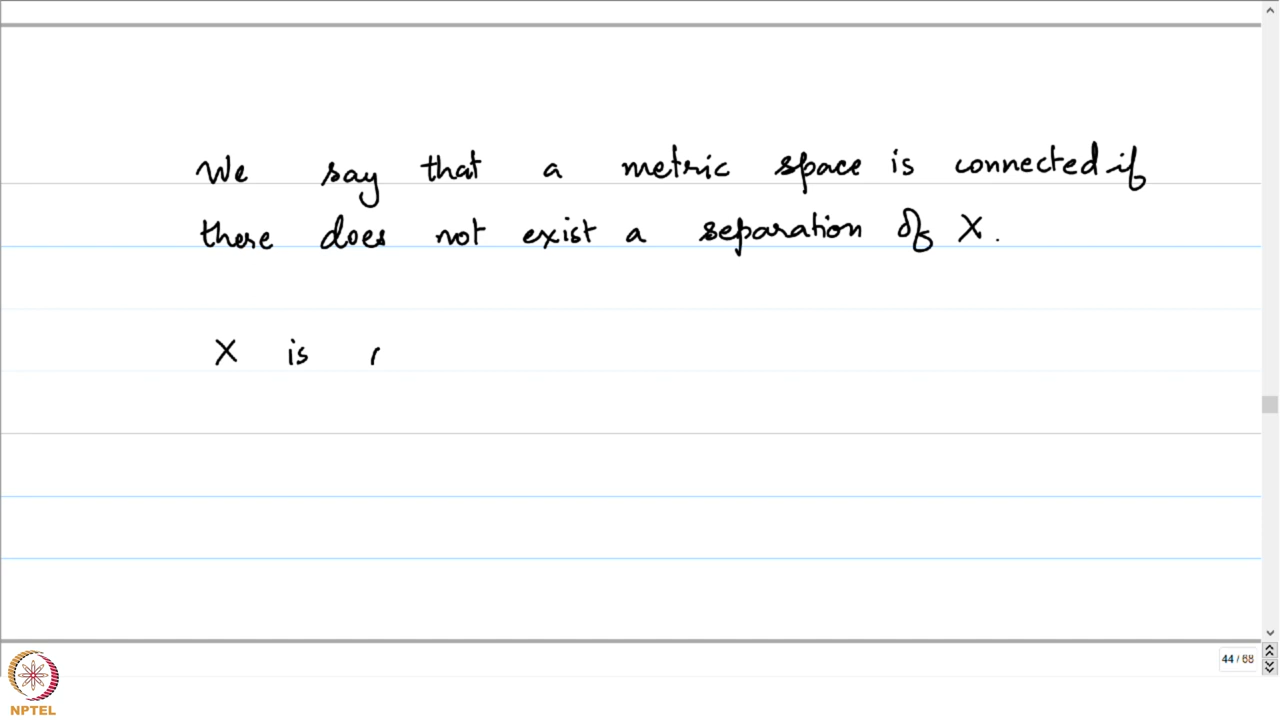 We say that a metric space is connected if
there does not exist a separation of X.
X is
44 / 68
NPTEL